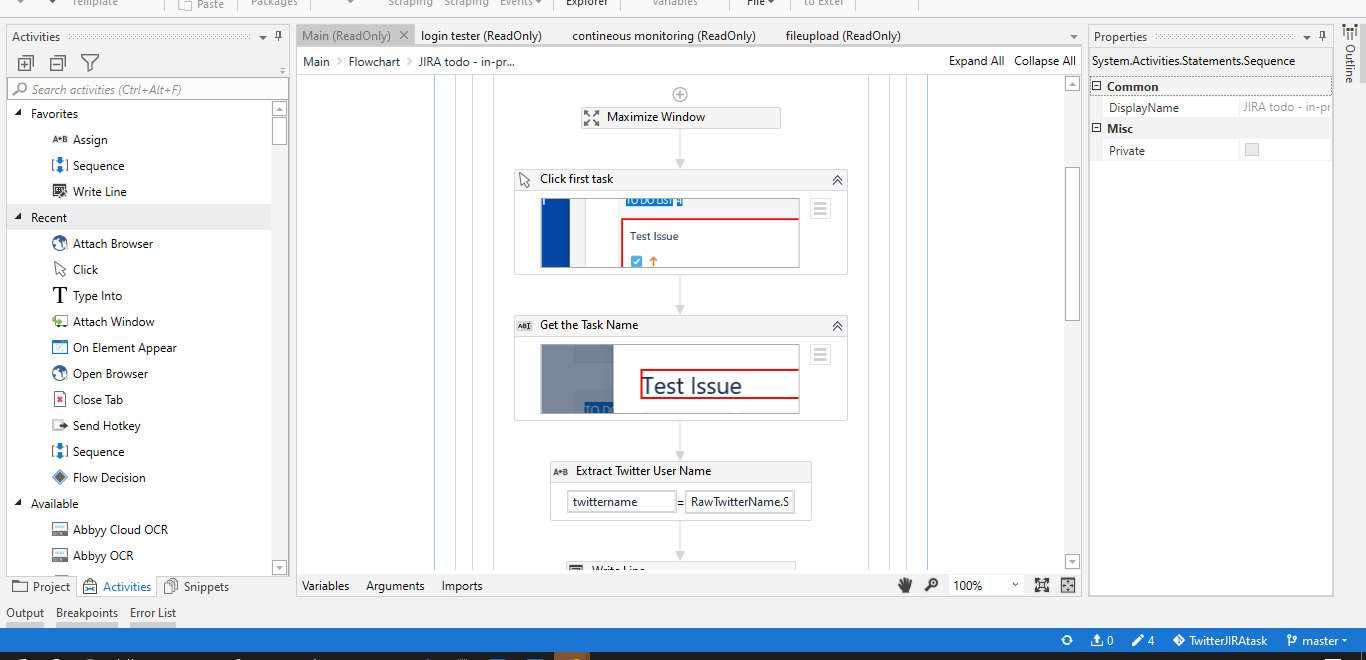 Template Paste Packages Scraping Scraping Events Explorer Variables File to Excel
Activities
Search activities (Ctrl+Alt+F)
Favorites
A+B Assign
Sequence
Write Line
Recent
Attach Browser
Click
T Type Into
Attach Window
On Element Appear
Open Browser
Close Tab
Send Hotkey
Sequence
Flow Decision
Available
Abbyy Cloud OCR
Abbyy OCR
Project Activities Snippets
Output Breakpoints Error List
Main (ReadOnly) login tester (ReadOnly) contineous monitoring (ReadOnly) fileupload (ReadOnly)
Main > Flowchart > JIRA todo - in-pr... Expand All Collapse All
Maximize Window
Click first task
TO DO LIST 4
Test Issue
ABI Get the Task Name
Test Issue
TO DO
A+B Extract Twitter User Name
twittername = RawTwitterName.S
Write Line
Variables Arguments Imports 100%
Properties
System.Activities.Statements.Sequence
Common
DisplayName JIRA todo - in-pr
Misc
Private
Outline
0 4 TwitterJIRAtask master